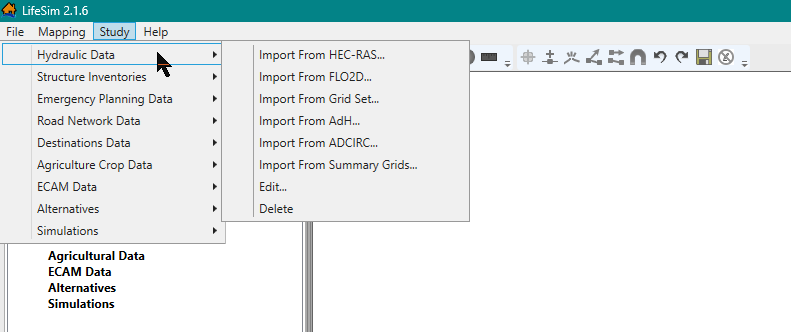 LifeSim 2.1.6
File Mapping Study Help
Hydraulic Data
Structure Inventories
Emergency Planning Data
Road Network Data
Destinations Data
Agriculture Crop Data
ECAM Data
Alternatives
Simulations
Import From HEC-RAS...
Import From FLO2D...
Import From Grid Set...
Import From AdH...
Import From ADCIRC...
Import From Summary Grids...
Edit...
Delete
Agricultural Data
ECAM Data
Alternatives
Simulations